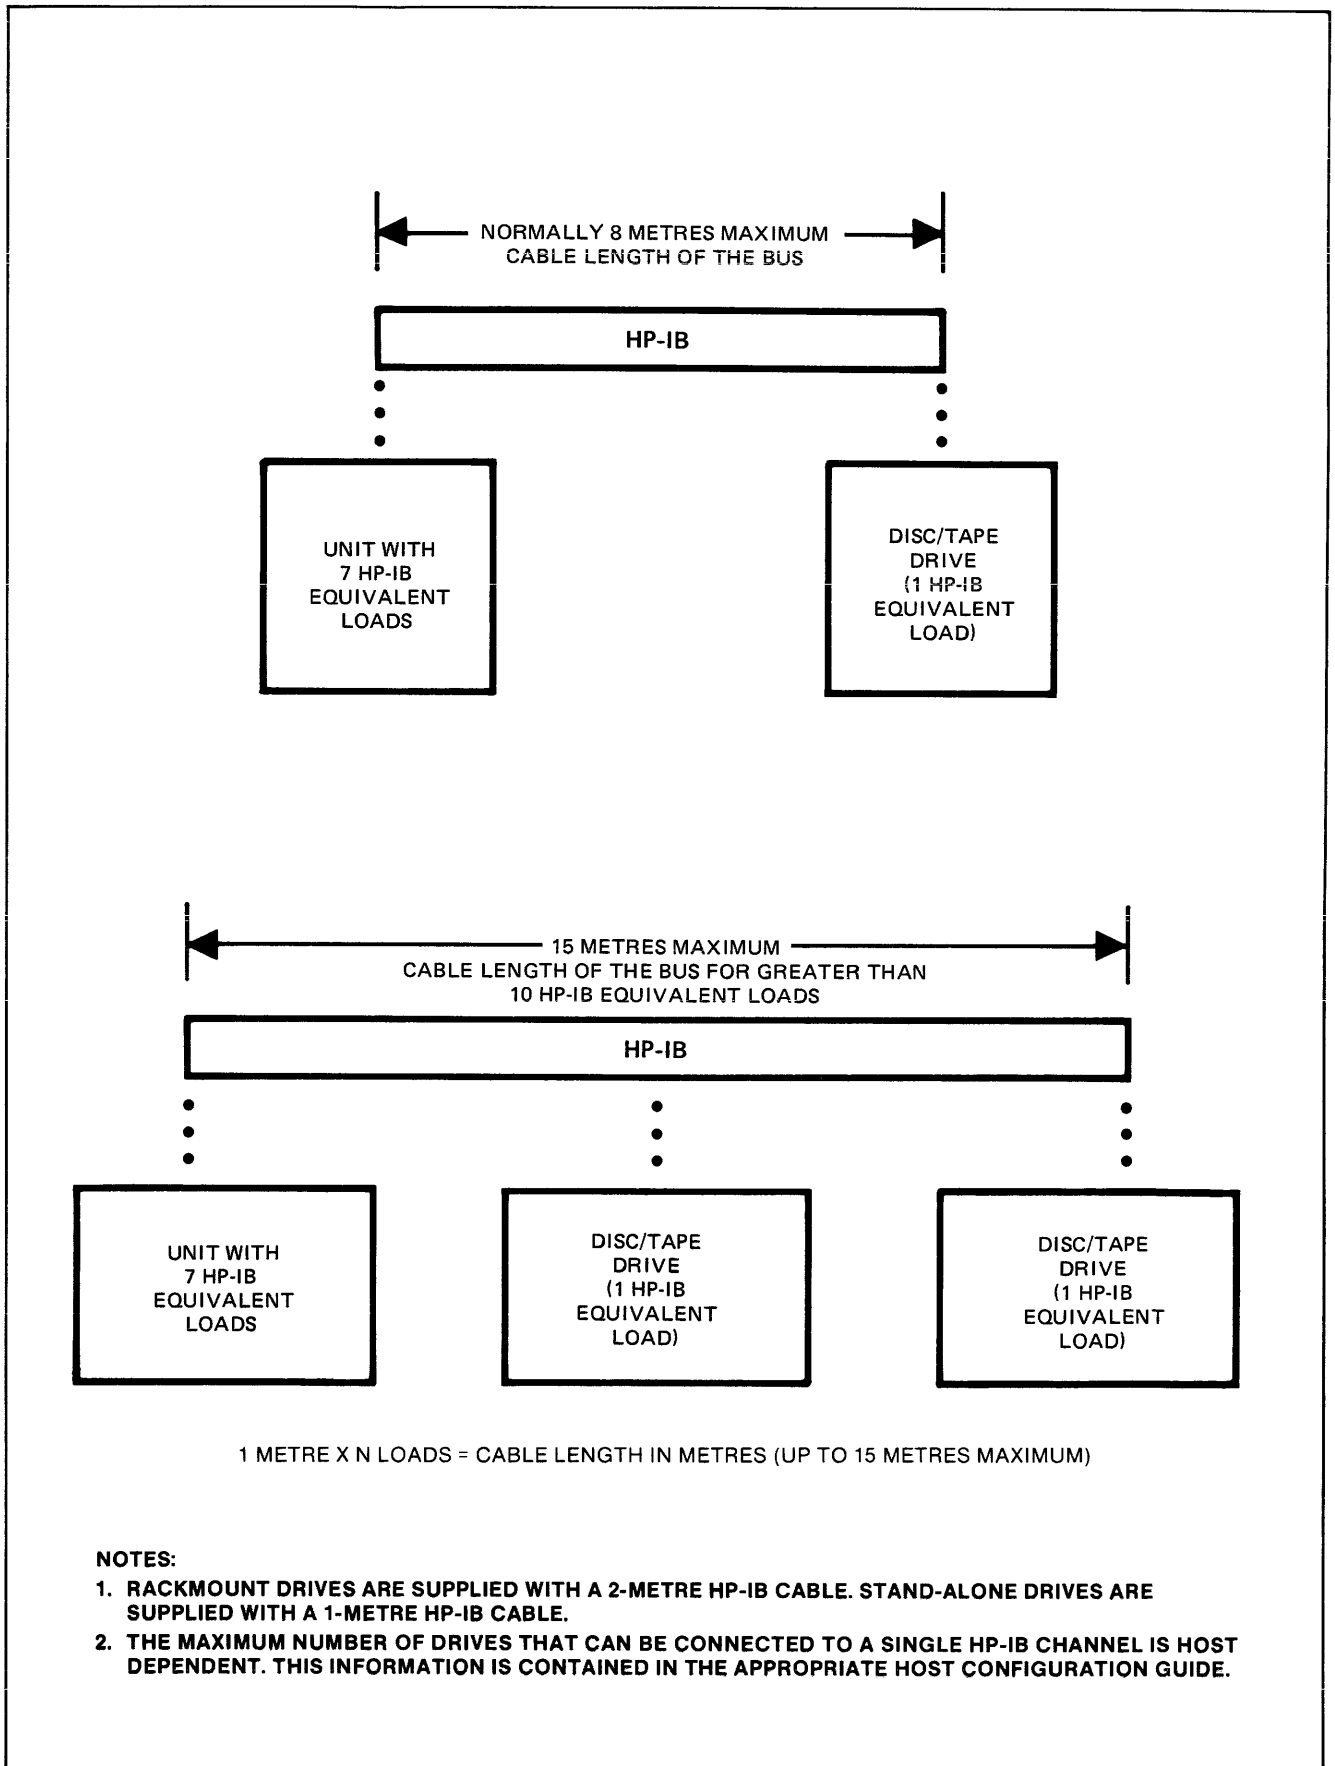 NORMALLY 8 METRES MAXIMUM
CABLE LENGTH OF THE BUS
HP-IB
UNIT WITH
7 HP-IB
EQUIVALENT
LOADS
DISC/TAPE
DRIVE
(1 HP-IB
EQUIVALENT
LOAD)
15 METRES MAXIMUM
CABLE LENGTH OF THE BUS FOR GREATER THAN
10 HP-IB EQUIVALENT LOADS
HP-IB
UNIT WITH
7 HP-IB
EQUIVALENT
LOADS
DISC/TAPE
DRIVE
(1 HP-IB
EQUIVALENT
LOAD)
DISC/TAPE
DRIVE
(1 HP-IB
EQUIVALENT
LOAD)
1 METRE X N LOADS = CABLE LENGTH IN METRES (UP TO 15 METRES MAXIMUM)
NOTES:
1. RACKMOUNT DRIVES ARE SUPPLIED WITH A 2-METRE HP-IB CABLE. STAND-ALONE DRIVES ARE
SUPPLIED WITH A 1-METRE HP-IB CABLE.
2. THE MAXIMUM NUMBER OF DRIVES THAT CAN BE CONNECTED TO A SINGLE HP-IB CHANNEL IS HOST
DEPENDENT. THIS INFORMATION IS CONTAINED IN THE APPROPRIATE HOST CONFIGURATION GUIDE.